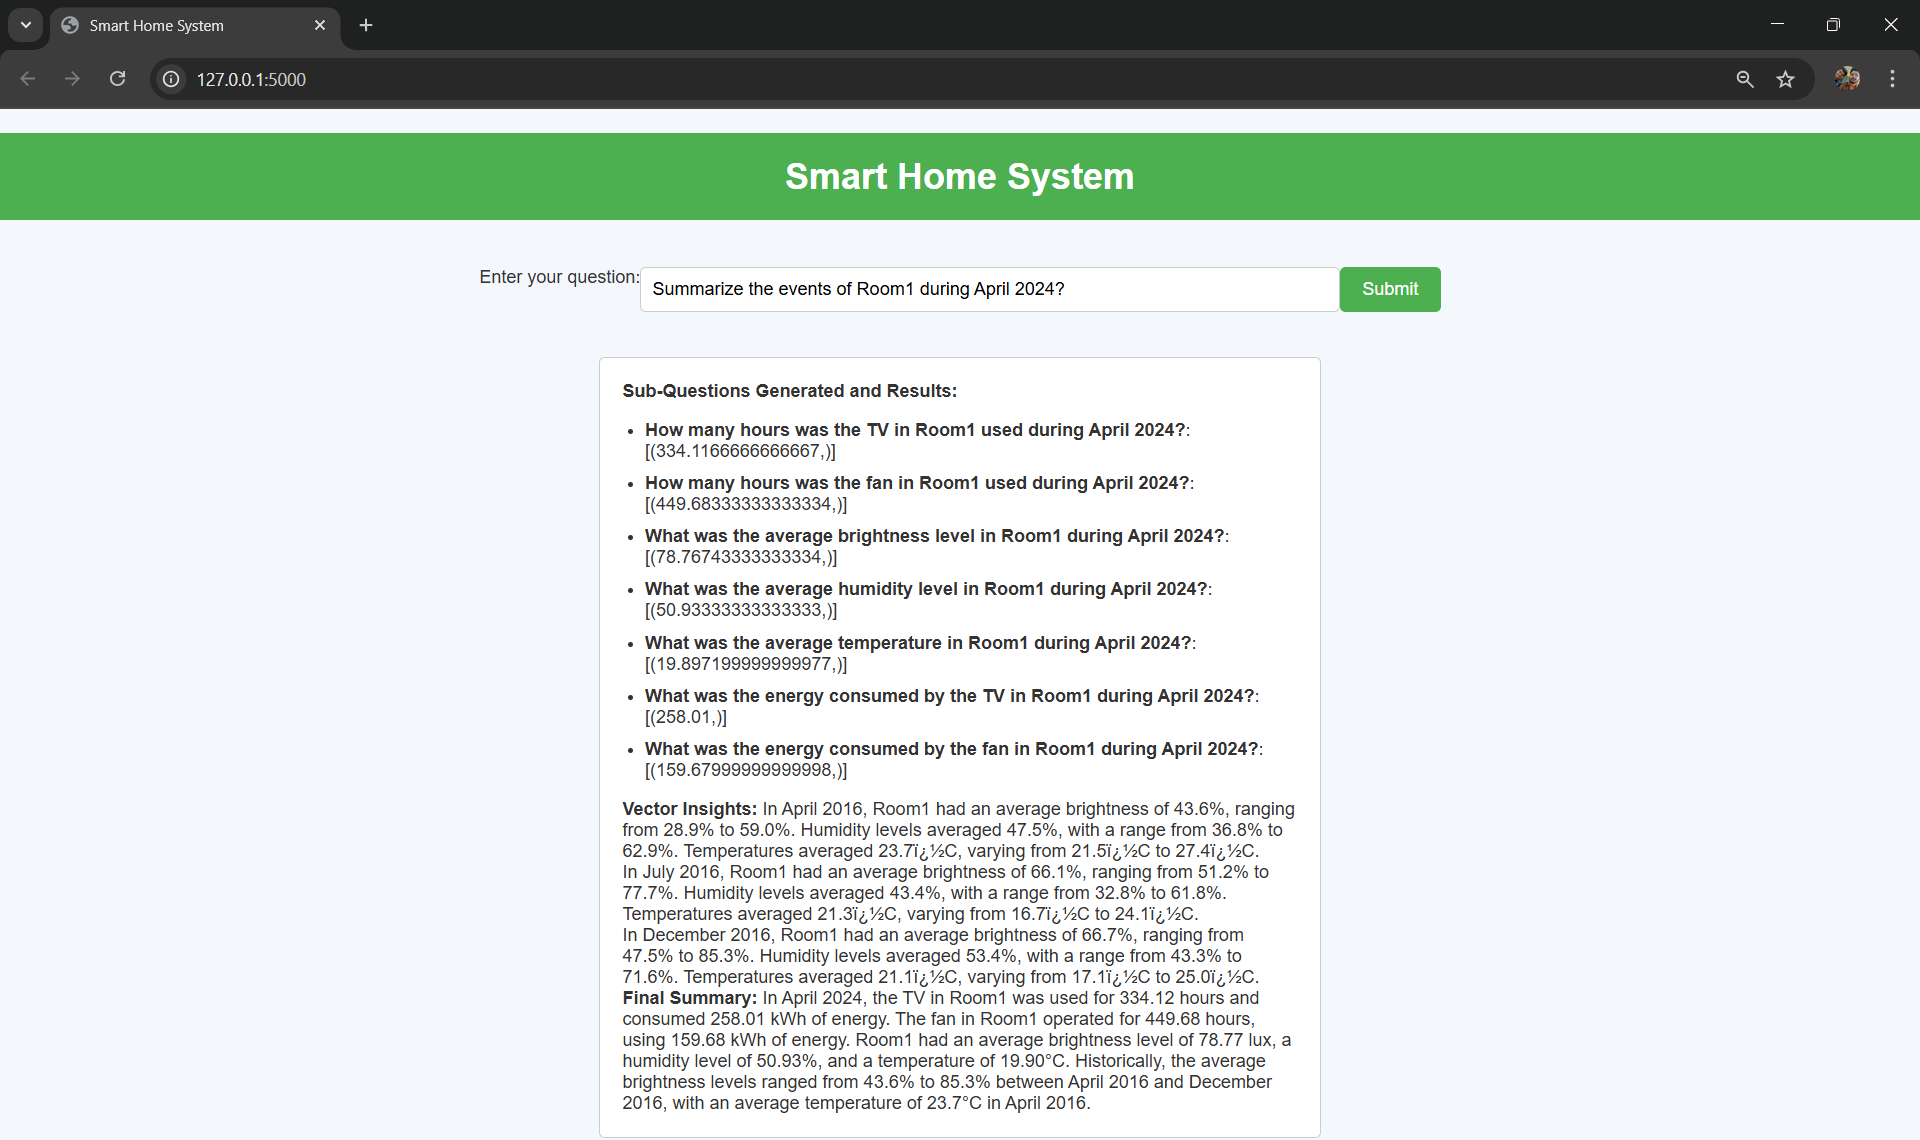 Smart Home System
127.0.0.1:5000
Smart Home System
Enter your question:
Summarize the events of Room1 during April 2024?
Submit
Sub-Questions Generated and Results:
• How many hours was the TV in Room1 used during April 2024?:
[(334.1166666666667,)]
• How many hours was the fan in Room1 used during April 2024?:
[(449.68333333333334,)]
• What was the average brightness level in Room1 during April 2024?:
[(78.76743333333334,)]
• What was the average humidity level in Room1 during April 2024?:
[(50.93333333333333,)]
• What was the average temperature in Room1 during April 2024?:
[(19.897199999999977,)]
• What was the energy consumed by the TV in Room1 during April 2024?:
[(258.01,)]
• What was the energy consumed by the fan in Room1 during April 2024?:
[(159.67999999999998,)]
Vector Insights: In April 2016, Room1 had an average brightness of 43.6%, ranging
from 28.9% to 59.0%. Humidity levels averaged 47.5%, with a range from 36.8% to
62.9%. Temperatures averaged 23.7ï¿½C, varying from 21.5ï¿½C to 27.4ï¿½C.
In July 2016, Room1 had an average brightness of 66.1%, ranging from 51.2% to
77.7%. Humidity levels averaged 43.4%, with a range from 32.8% to 61.8%.
Temperatures averaged 21.3ï¿½C, varying from 16.7ï¿½C to 24.1ï¿½C.
In December 2016, Room1 had an average brightness of 66.7%, ranging from
47.5% to 85.3%. Humidity levels averaged 53.4%, with a range from 43.3% to
71.6%. Temperatures averaged 21.1ï¿½C, varying from 17.1ï¿½C to 25.0ï¿½C.
Final Summary: In April 2024, the TV in Room1 was used for 334.12 hours and
consumed 258.01 kWh of energy. The fan in Room1 operated for 449.68 hours,
using 159.68 kWh of energy. Room1 had an average brightness level of 78.77 lux, a
humidity level of 50.93%, and a temperature of 19.90°C. Historically, the average
brightness levels ranged from 43.6% to 85.3% between April 2016 and December
2016, with an average temperature of 23.7°C in April 2016.